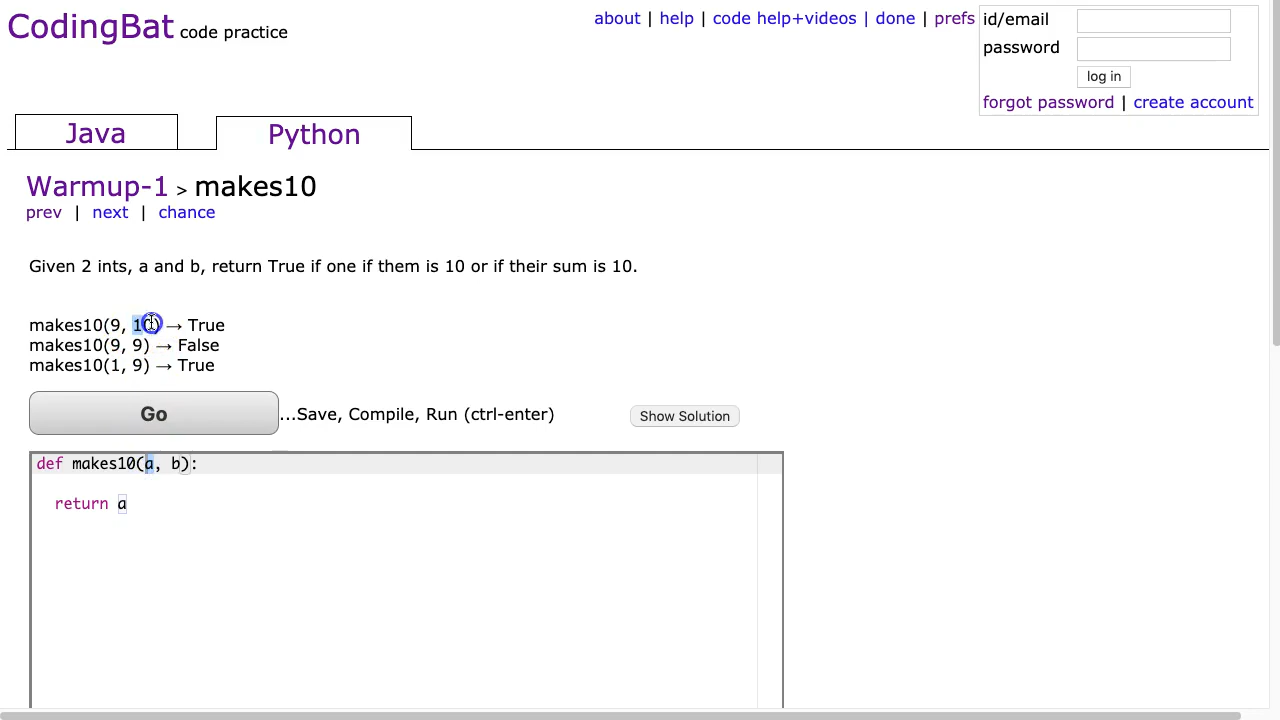 CodingBat code practice
about | help | code help+videos | done | prefs
id/email
password
log in
forgot password | create account
Java
Python
Warmup-1 > makes10
prev | next | chance
Given 2 ints, a and b, return True if one if them is 10 or if their sum is 10.
makes10(9, 10) → True
makes10(9, 9) → False
makes10(1, 9) → True
Go
...Save, Compile, Run (ctrl-enter)
Show Solution
def makes10(a, b):
return a